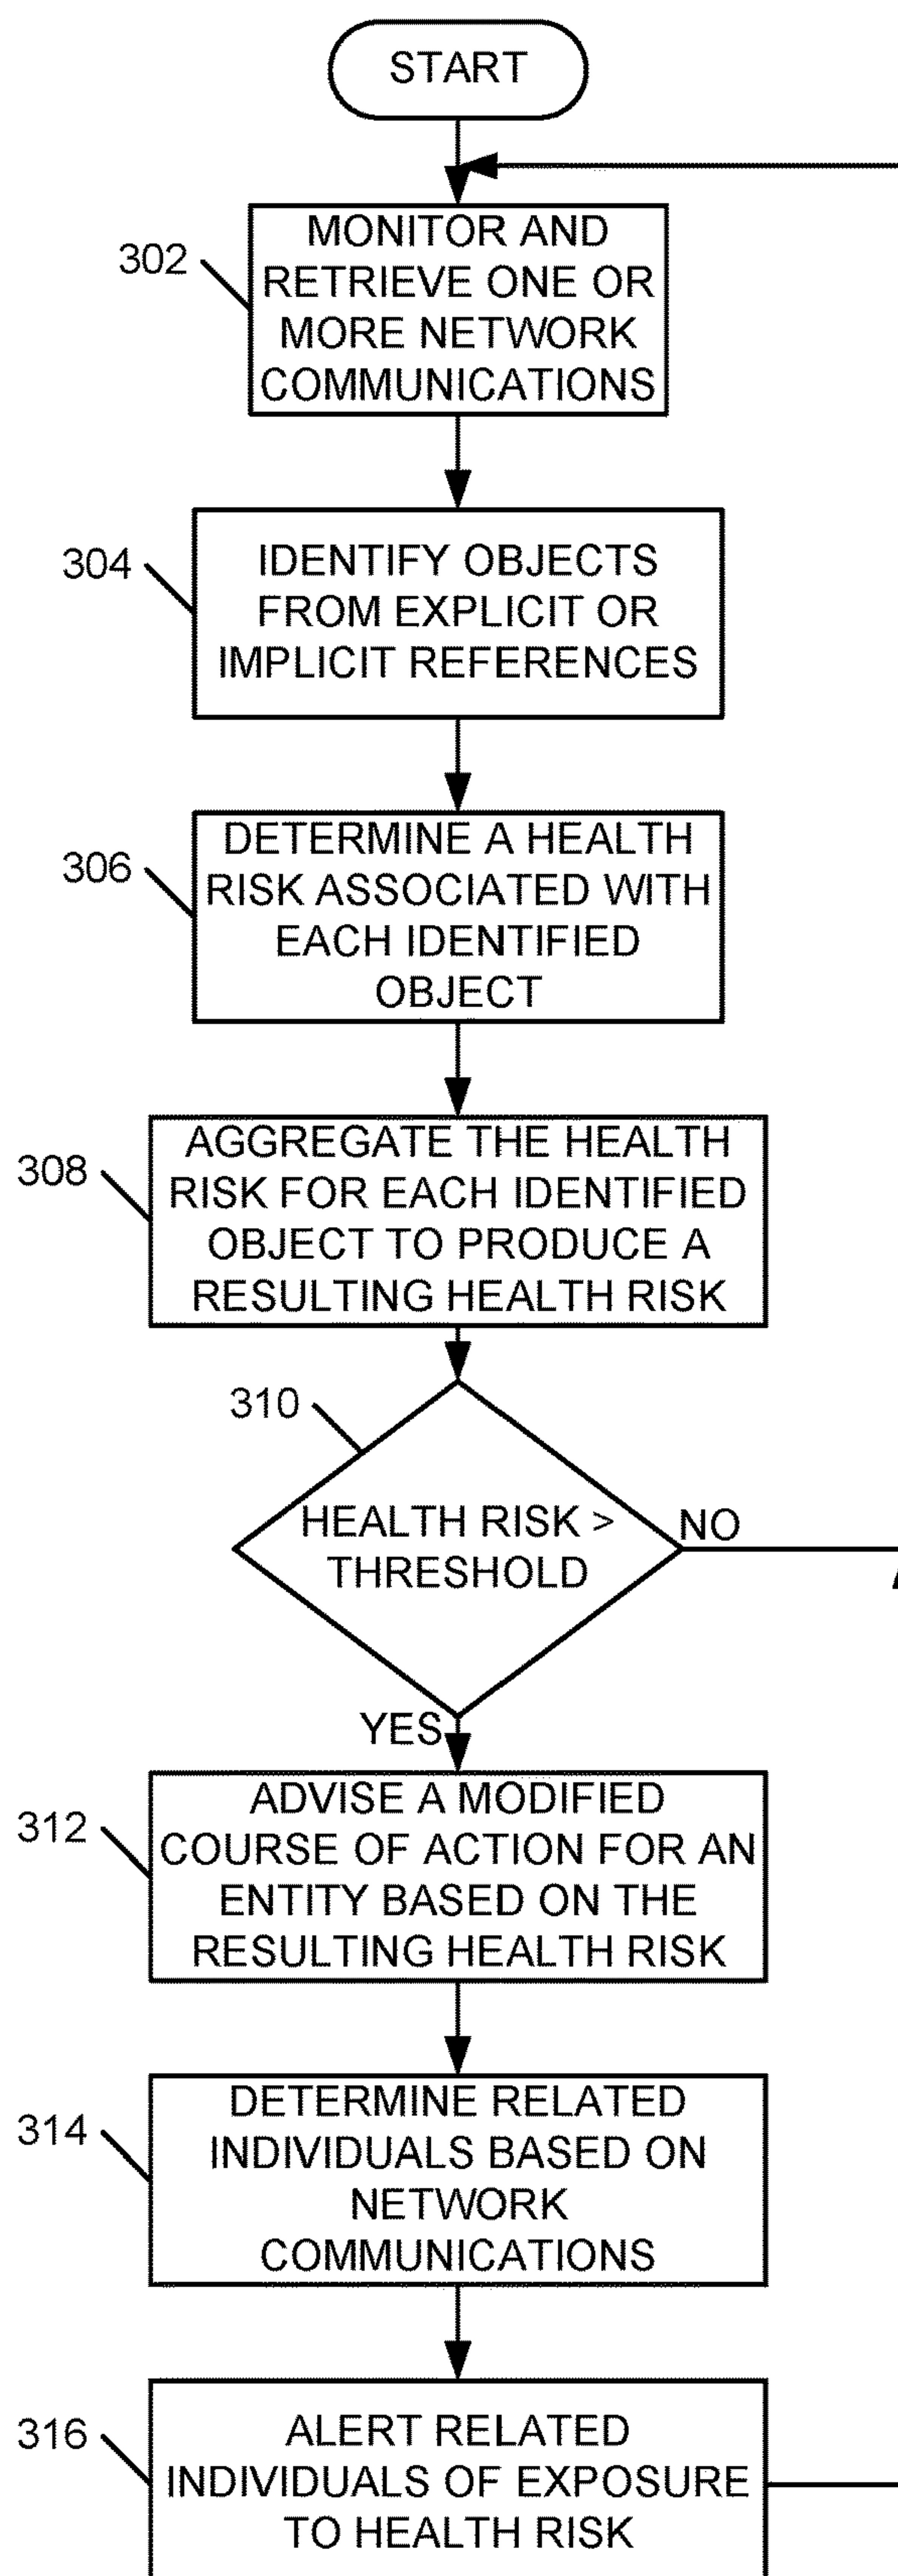 START
302
MONITOR AND
RETRIEVE ONE OR
MORE NETWORK
COMMUNICATIONS
304
IDENTIFY OBJECTS
FROM EXPLICIT OR
IMPLICIT REFERENCES
306
DETERMINE A HEALTH
RISK ASSOCIATED WITH
EACH IDENTIFIED
OBJECT
308
AGGREGATE THE HEALTH
RISK FOR EACH IDENTIFIED
OBJECT TO PRODUCE A
RESULTING HEALTH RISK
310
HEALTH RISK >
THRESHOLD
NO
YES
312
ADVISE A MODIFIED
COURSE OF ACTION FOR AN
ENTITY BASED ON THE
RESULTING HEALTH RISK
314
DETERMINE RELATED
INDIVIDUALS BASED ON
NETWORK
COMMUNICATIONS
316
ALERT RELATED
INDIVIDUALS OF EXPOSURE
TO HEALTH RISK